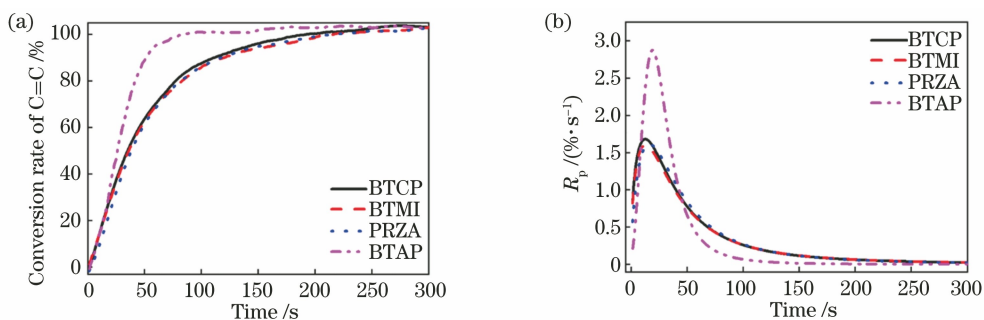 (a)
Conversion rate of C=C /%
100
80
60
40
20
0
0 50 100 150 200 250 300
Time /s
BTCP
BTMI
PRZA
BTAP
(b)
Rp /(%·s⁻¹)
3.0
2.5
2.0
1.5
1.0
0.5
0
0 50 100 150 200 250 300
Time /s
BTCP
BTMI
PRZA
BTAP